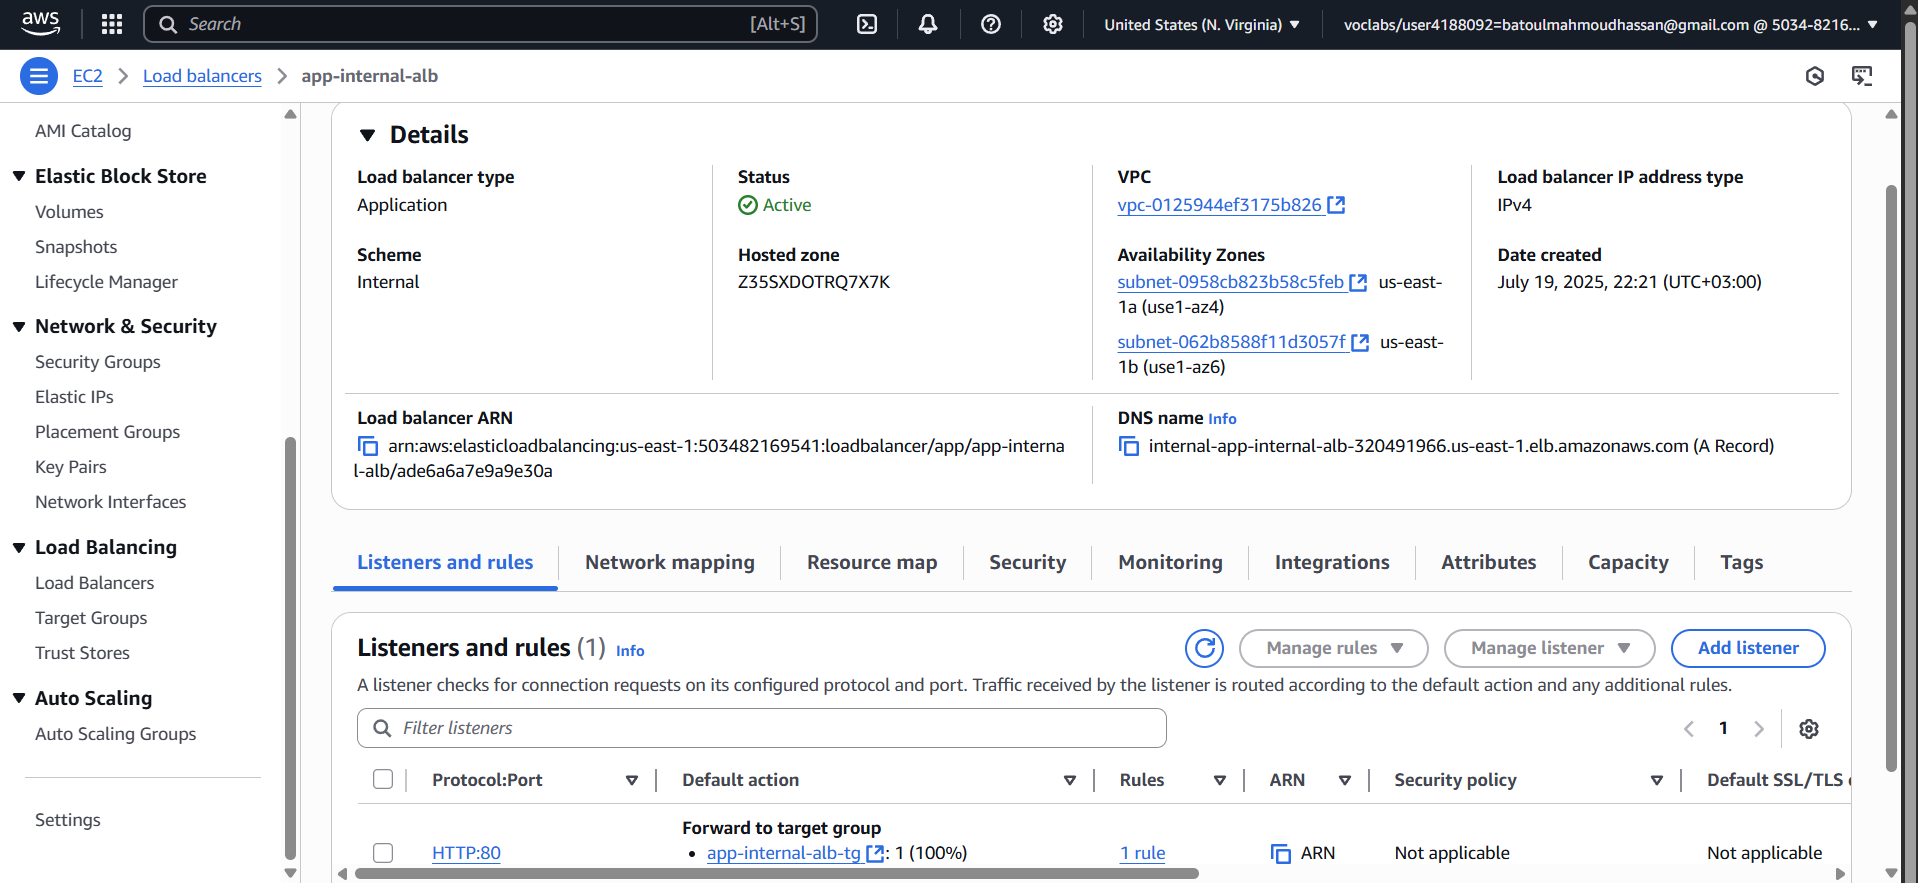 aws
Search
[Alt+S]
United States (N. Virginia)
voclabs/user4188092=batoulmahmoudhassan@gmail.com @ 5034-8216...
EC2
Load balancers
app-internal-alb
AMI Catalog
Elastic Block Store
Volumes
Snapshots
Lifecycle Manager
Network & Security
Security Groups
Elastic IPs
Placement Groups
Key Pairs
Network Interfaces
Load Balancing
Load Balancers
Target Groups
Trust Stores
Auto Scaling
Auto Scaling Groups
Settings
Details
Load balancer type
Application
Status
Active
VPC
vpc-0125944ef3175b826
Load balancer IP address type
IPv4
Scheme
Internal
Hosted zone
Z35SXDOTRQ7X7K
Availability Zones
subnet-0958cb823b58c5feb us-east-
1a (use1-az4)
subnet-062b8588f11d3057f us-east-
1b (use1-az6)
Date created
July 19, 2025, 22:21 (UTC+03:00)
Load balancer ARN
arn:aws:elasticloadbalancing:us-east-1:503482169541:loadbalancer/app/app-interna
l-alb/ade6a6a7e9a9e30a
DNS name Info
internal-app-internal-alb-320491966.us-east-1.elb.amazonaws.com (A Record)
Listeners and rules
Network mapping
Resource map
Security
Monitoring
Integrations
Attributes
Capacity
Tags
Listeners and rules (1) Info
Manage rules
Manage listener
Add listener
A listener checks for connection requests on its configured protocol and port. Traffic received by the listener is routed according to the default action and any additional rules.
Filter listeners
1
Protocol:Port
Default action
Rules
ARN
Security policy
Default SSL/TLS
HTTP:80
Forward to target group
• app-internal-alb-tg : 1 (100%)
1 rule
ARN
Not applicable
Not applicable